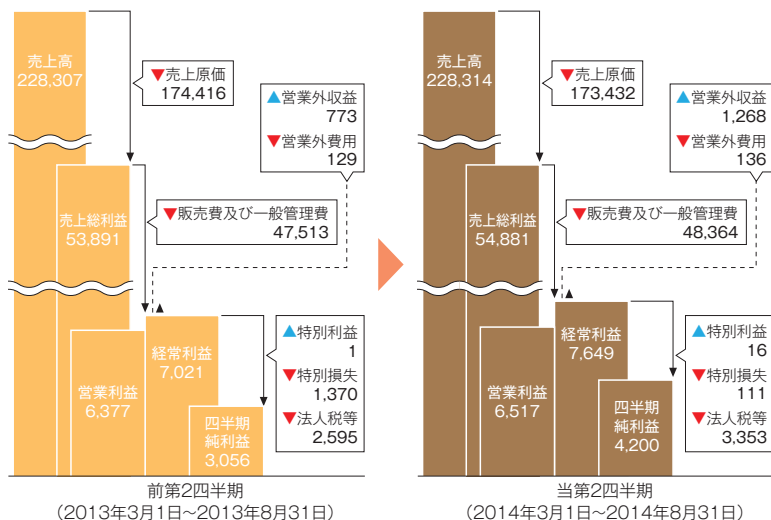 売上高
228,307
▼売上原価
174,416
▲営業外収益
773
▼営業外費用
129
売上総利益
53,891
▼販売費及び一般管理費
47,513
営業利益
6,377
経常利益
7,021
四半期
純利益
3,056
▲特別利益
1
▼特別損失
1,370
▼法人税等
2,595
前第2四半期
（2013年3月1日～2013年8月31日）
売上高
228,314
▼売上原価
173,432
▲営業外収益
1,268
▼営業外費用
136
売上総利益
54,881
▼販売費及び一般管理費
48,364
営業利益
6,517
経常利益
7,649
四半期
純利益
4,200
▲特別利益
16
▼特別損失
111
▼法人税等
3,353
当第2四半期
（2014年3月1日～2014年8月31日）